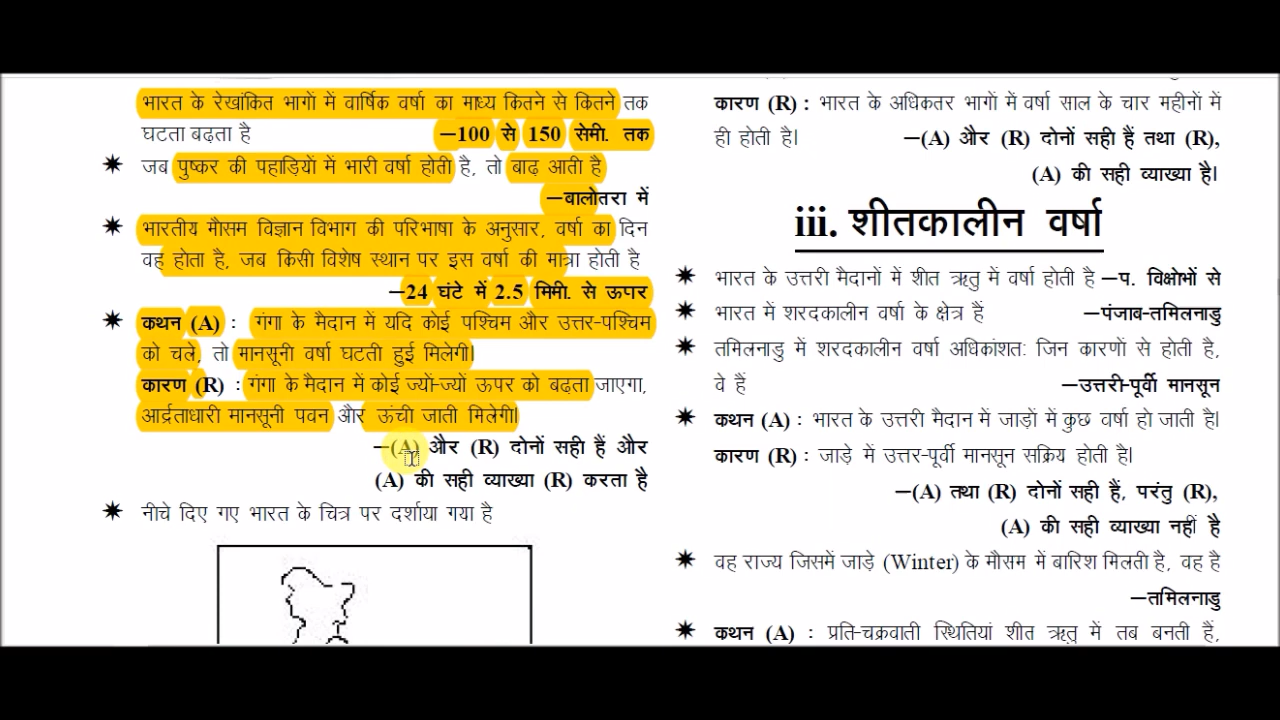 भारत के रेखांकित भागों में वार्षिक वर्षा का माध्य कितने से कितने तक
घटता बढ़ता है –100 से 150 सेमी. तक
✷ जब पुष्कर की पहाड़ियों में भारी वर्षा होती है, तो बाढ़ आती है
–वालोतरा में
✷ भारतीय मौसम विज्ञान विभाग की परिभाषा के अनुसार, वर्षा का दिन
वह होता है, जब किसी विशेष स्थान पर इस वर्षा की मात्रा होती है
–24 घंटे में 2.5 मिमी. से ऊपर
✷ कथन (A) : गंगा के मैदान में यदि कोई पश्चिम और उत्तर-पश्चिम
को चले, तो मानसूनी वर्षा घटती हुई मिलेगी।
कारण (R) : गंगा के मैदान में कोई ज्यों-ज्यों ऊपर को बढ़ता जाएगा,
आर्द्रताधारी मानसूनी पवन और ऊंची जाती मिलेगी।
–(A) और (R) दोनों सही हैं और
(A) की सही व्याख्या (R) करता है
✷ नीचे दिए गए भारत के चित्र पर दर्शाया गया है
कारण (R) : भारत के अधिकतर भागों में वर्षा साल के चार महीनों में
ही होती है। –(A) और (R) दोनों सही हैं तथा (R),
(A) की सही व्याख्या है।
iii. शीतकालीन वर्षा
✷ भारत के उत्तरी मैदानों में शीत ऋतु में वर्षा होती है –प. विक्षोभों से
✷ भारत में शरदकालीन वर्षा के क्षेत्र हैं –पंजाव-तमिलनाडु
✷ तमिलनाडु में शरदकालीन वर्षा अधिकांशत: जिन कारणों से होती है,
वे हैं –उत्तरी-पूर्वी मानसून
✷ कथन (A) : भारत के उत्तरी मैदान में जाड़ों में कुछ वर्षा हो जाती है।
कारण (R) : जाड़े में उत्तर-पूर्वी मानसून सक्रिय होती है।
–(A) तथा (R) दोनों सही हैं, परंतु (R),
(A) की सही व्याख्या नहीं है
✷ वह राज्य जिसमें जाड़े (Winter) के मौसम में बारिश मिलती है, वह है
–तमिलनाडु
✷ कथन (A) : प्रति-चक्रवाती स्थितियां शीत ऋतु में तब बनती हैं,